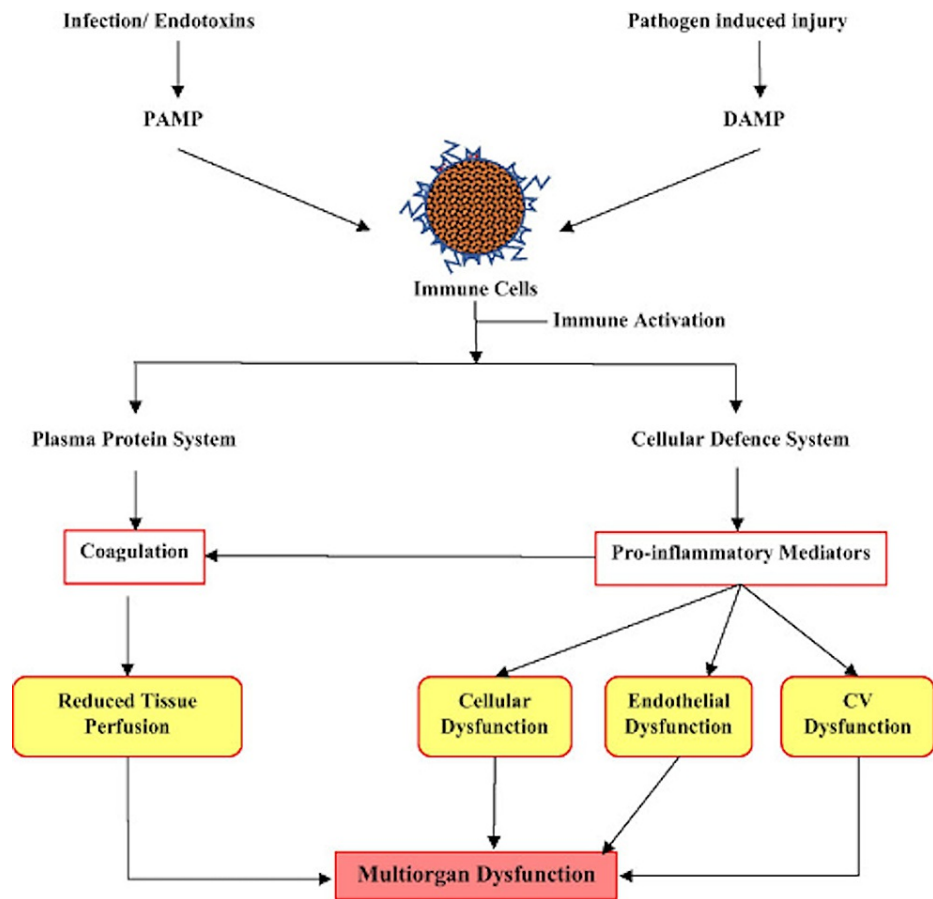 Infection/ Endotoxins
Pathogen induced injury
PAMP
DAMP
Immune Cells
Immune Activation
Plasma Protein System
Cellular Defence System
Coagulation
Pro-inflammatory Mediators
Reduced Tissue
Perfusion
Cellular
Dysfunction
Endothelial
Dysfunction
CV
Dysfunction
Multiorgan Dysfunction